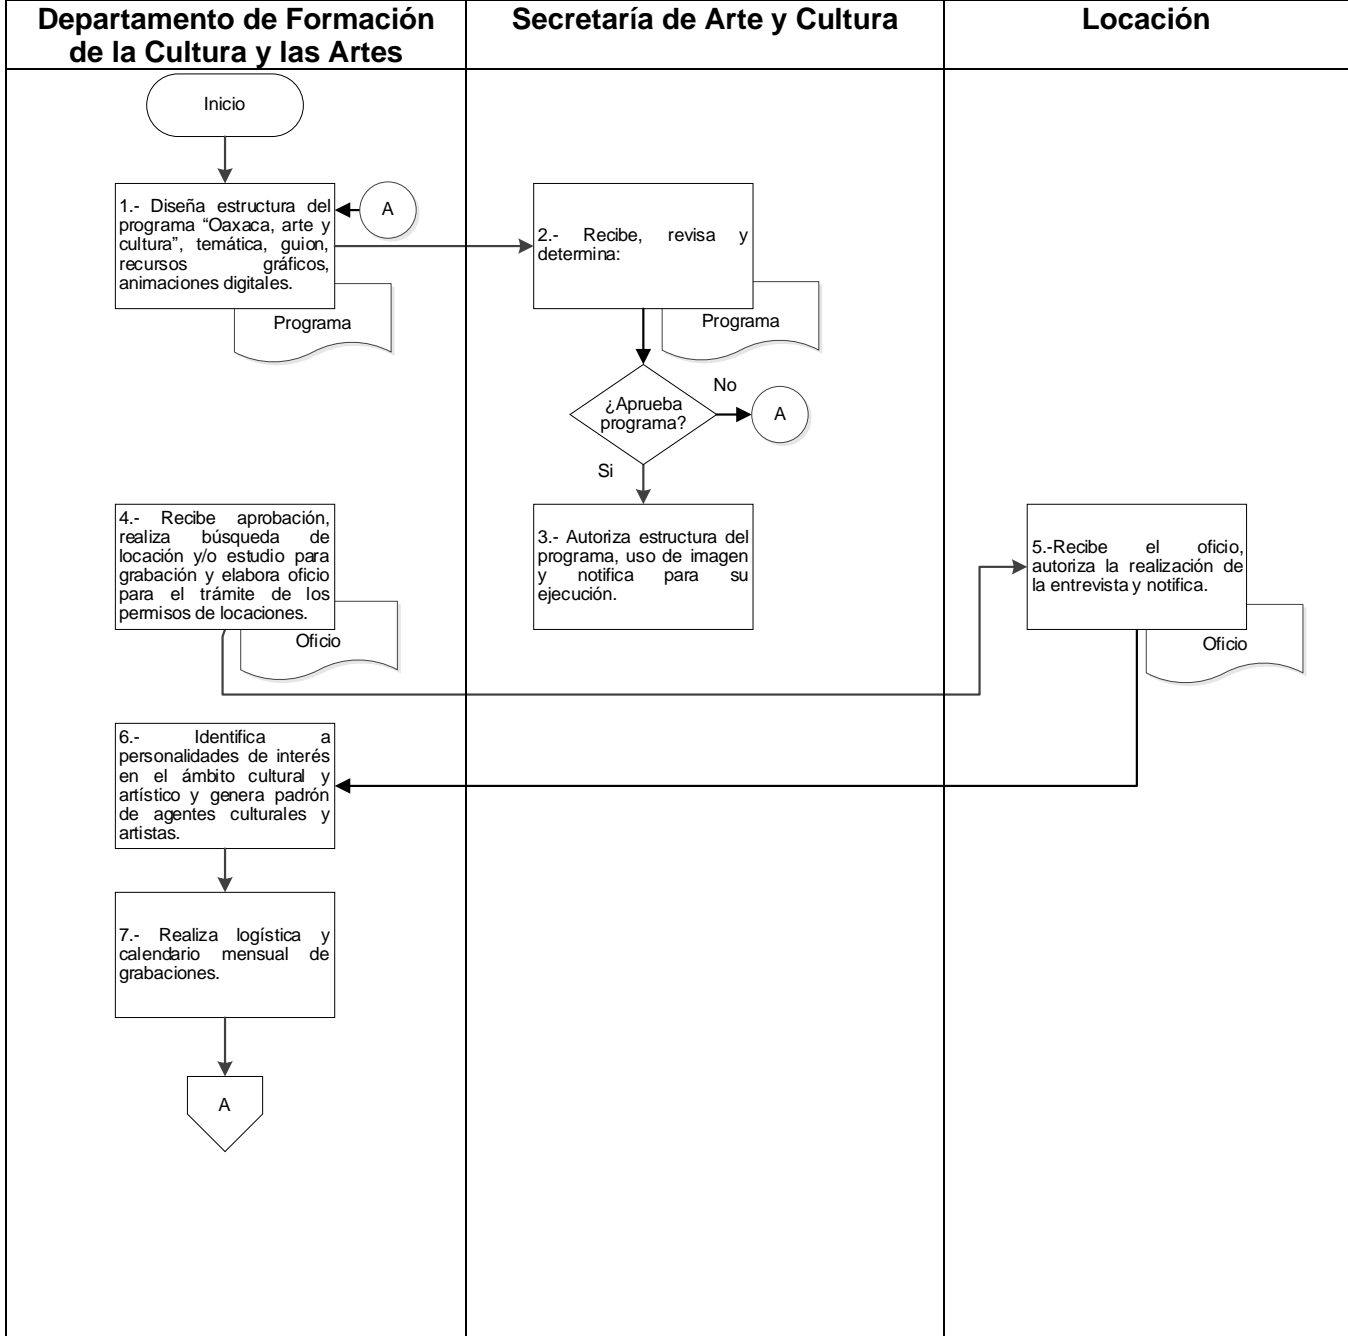 Departamento de Formación
de la Cultura y las Artes
Secretaría de Arte y Cultura
Locación
Inicio
1.- Diseña estructura del
programa “Oaxaca, arte y
cultura”, temática, guion,
recursos gráficos,
animaciones digitales.
A
Programa
2.- Recibe, revisa y
determina:
Programa
¿Aprueba
programa?
No
A
Si
3.- Autoriza estructura del
programa, uso de imagen
y notifica para su
ejecución.
4.- Recibe aprobación,
realiza búsqueda de
locación y/o estudio para
grabación y elabora oficio
para el trámite de los
permisos de locaciones.
Oficio
5.-Recibe el oficio,
autoriza la realización de
la entrevista y notifica.
Oficio
6.- Identifica a
personalidades de interés
en el ámbito cultural y
artístico y genera padrón
de agentes culturales y
artistas.
7.- Realiza logística y
calendario mensual de
grabaciones.
A